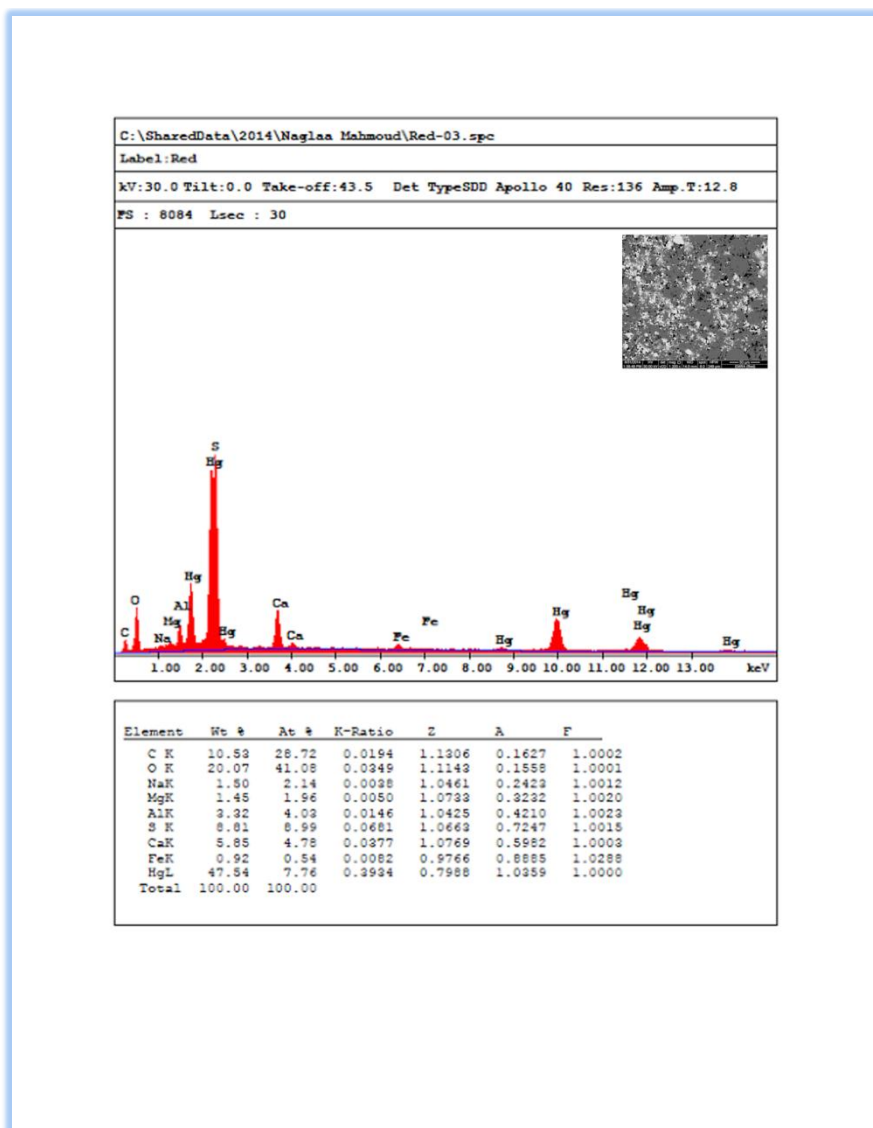 C:\SharedData\2014\Naglaa Mahmoud\Red-03.spc
Label:Red
kV:30.0 Tilt:0.0 Take-off:43.5 Det TypeSDD Apollo 40 Res:136 Amp.T:12.8
FS : 8084 Lsec : 30
S
Hg
Hg
O
Al
Mg
C
Na
Hg
Ca
Ca
Fe
Fe
Hg
Hg
Hg
Hg
Hg
Hg
1.00 2.00 3.00 4.00 5.00 6.00 7.00 8.00 9.00 10.00 11.00 12.00 13.00 keV
Element Wt % At % K-Ratio Z A F
C K 10.53 28.72 0.0194 1.1306 0.1627 1.0002
O K 20.07 41.08 0.0349 1.1143 0.1558 1.0001
NaK 1.50 2.14 0.0038 1.0461 0.2423 1.0012
MgK 1.45 1.96 0.0050 1.0733 0.3232 1.0020
AlK 3.32 4.03 0.0146 1.0425 0.4210 1.0023
S K 8.81 8.99 0.0681 1.0663 0.7247 1.0015
CaK 5.85 4.78 0.0377 1.0769 0.5982 1.0003
FeK 0.92 0.54 0.0082 0.9766 0.8885 1.0288
HgL 47.54 7.76 0.3934 0.7988 1.0359 1.0000
Total 100.00 100.00